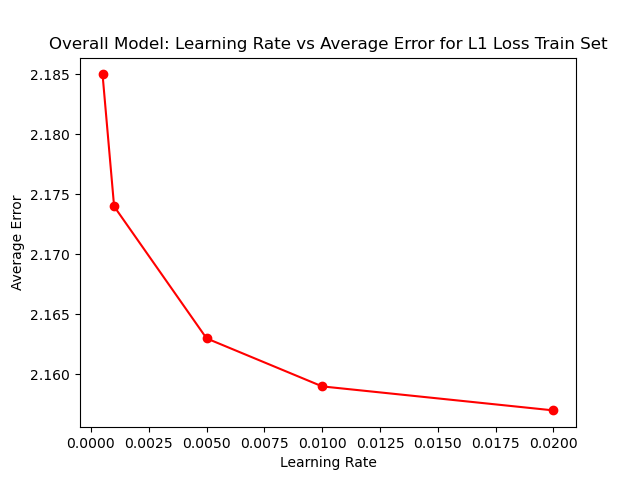 Overall Model: Learning Rate vs Average Error for L1 Loss Train Set
2.185
2.180
2.175
2.170
2.165
2.160
Average Error
0.0000 0.0025 0.0050 0.0075 0.0100 0.0125 0.0150 0.0175 0.0200
Learning Rate